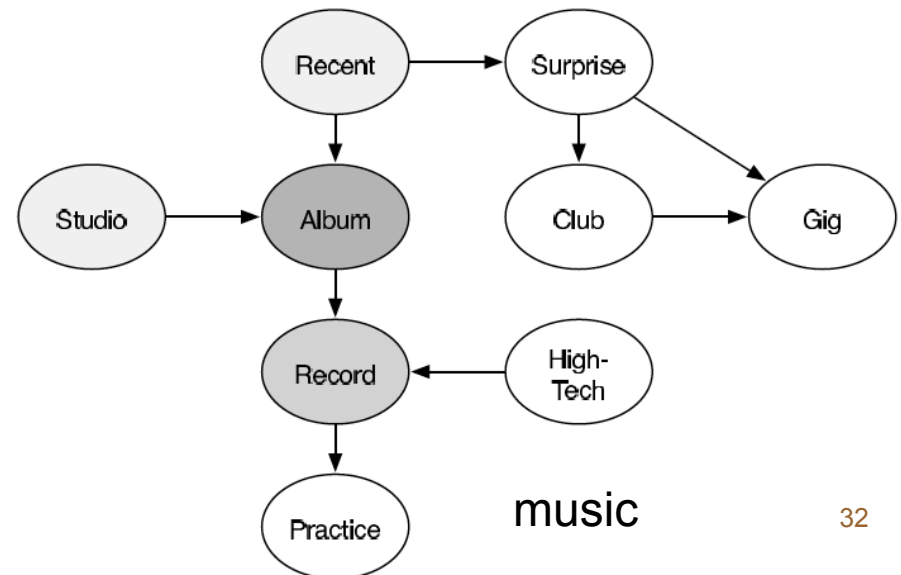 Recent
Surprise
Studio
Album
Club
Gig
Record
High-
Tech
Practice
music
32